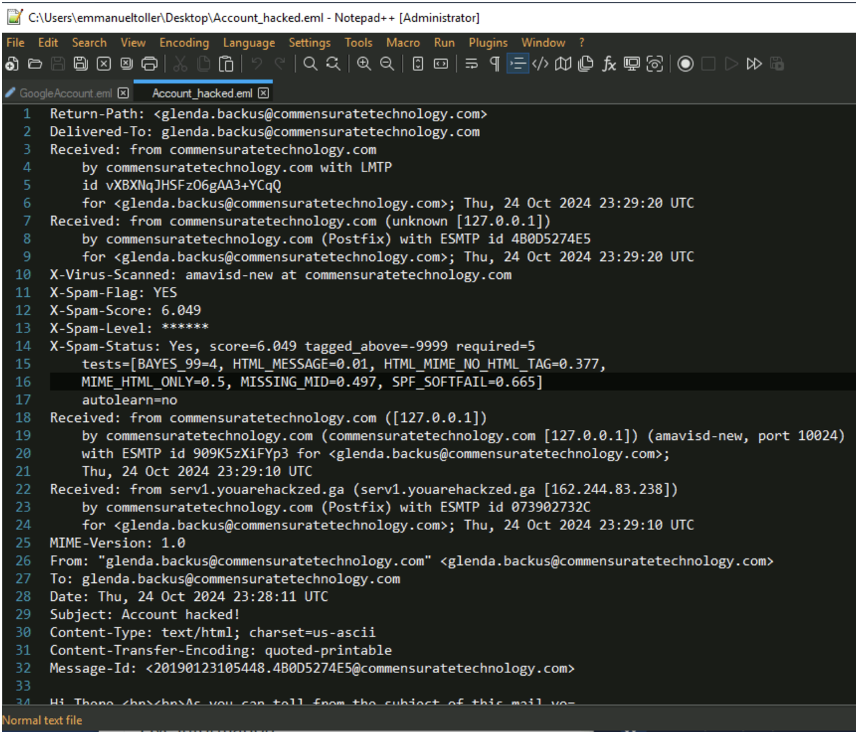 C:\Users\emmanueltoller\Desktop\Account_hacked.eml - Notepad++ [Administrator]
File Edit Search View Encoding Language Settings Tools Macro Run Plugins Window ?
GoogleAccount.eml Account_hacked.eml
1 Return-Path: <glenda.backus@commensuratetechnology.com>
2 Delivered-To: glenda.backus@commensuratetechnology.com
3 Received: from commensuratetechnology.com
4 by commensuratetechnology.com with LMTP
5 id vXBXNqJHSFzO6gAA3+YCqQ
6 for <glenda.backus@commensuratetechnology.com>; Thu, 24 Oct 2024 23:29:20 UTC
7 Received: from commensuratetechnology.com (unknown [127.0.0.1])
8 by commensuratetechnology.com (Postfix) with ESMTP id 4B0D5274E5
9 for <glenda.backus@commensuratetechnology.com>; Thu, 24 Oct 2024 23:29:20 UTC
10 X-Virus-Scanned: amavisd-new at commensuratetechnology.com
11 X-Spam-Flag: YES
12 X-Spam-Score: 6.049
13 X-Spam-Level: ******
14 X-Spam-Status: Yes, score=6.049 tagged_above=-9999 required=5
15 tests=[BAYES_99=4, HTML_MESSAGE=0.01, HTML_MIME_NO_HTML_TAG=0.377,
16 MIME_HTML_ONLY=0.5, MISSING_MID=0.497, SPF_SOFTFAIL=0.665]
17 autolearn=no
18 Received: from commensuratetechnology.com ([127.0.0.1])
19 by commensuratetechnology.com (commensuratetechnology.com [127.0.0.1]) (amavisd-new, port 10024)
20 with ESMTP id 909K5zXiFYp3 for <glenda.backus@commensuratetechnology.com>;
21 Thu, 24 Oct 2024 23:29:10 UTC
22 Received: from serv1.youarehackzed.ga (serv1.youarehackzed.ga [162.244.83.238])
23 by commensuratetechnology.com (Postfix) with ESMTP id 073902732C
24 for <glenda.backus@commensuratetechnology.com>; Thu, 24 Oct 2024 23:29:10 UTC
25 MIME-Version: 1.0
26 From: "glenda.backus@commensuratetechnology.com" <glenda.backus@commensuratetechnology.com>
27 To: glenda.backus@commensuratetechnology.com
28 Date: Thu, 24 Oct 2024 23:28:11 UTC
29 Subject: Account hacked!
30 Content-Type: text/html; charset=us-ascii
31 Content-Transfer-Encoding: quoted-printable
32 Message-Id: <20190123105448.4B0D5274E5@commensuratetechnology.com>
33
34 Hi There,<br><br>As you can tell from the subject of this mail yo=
Normal text file